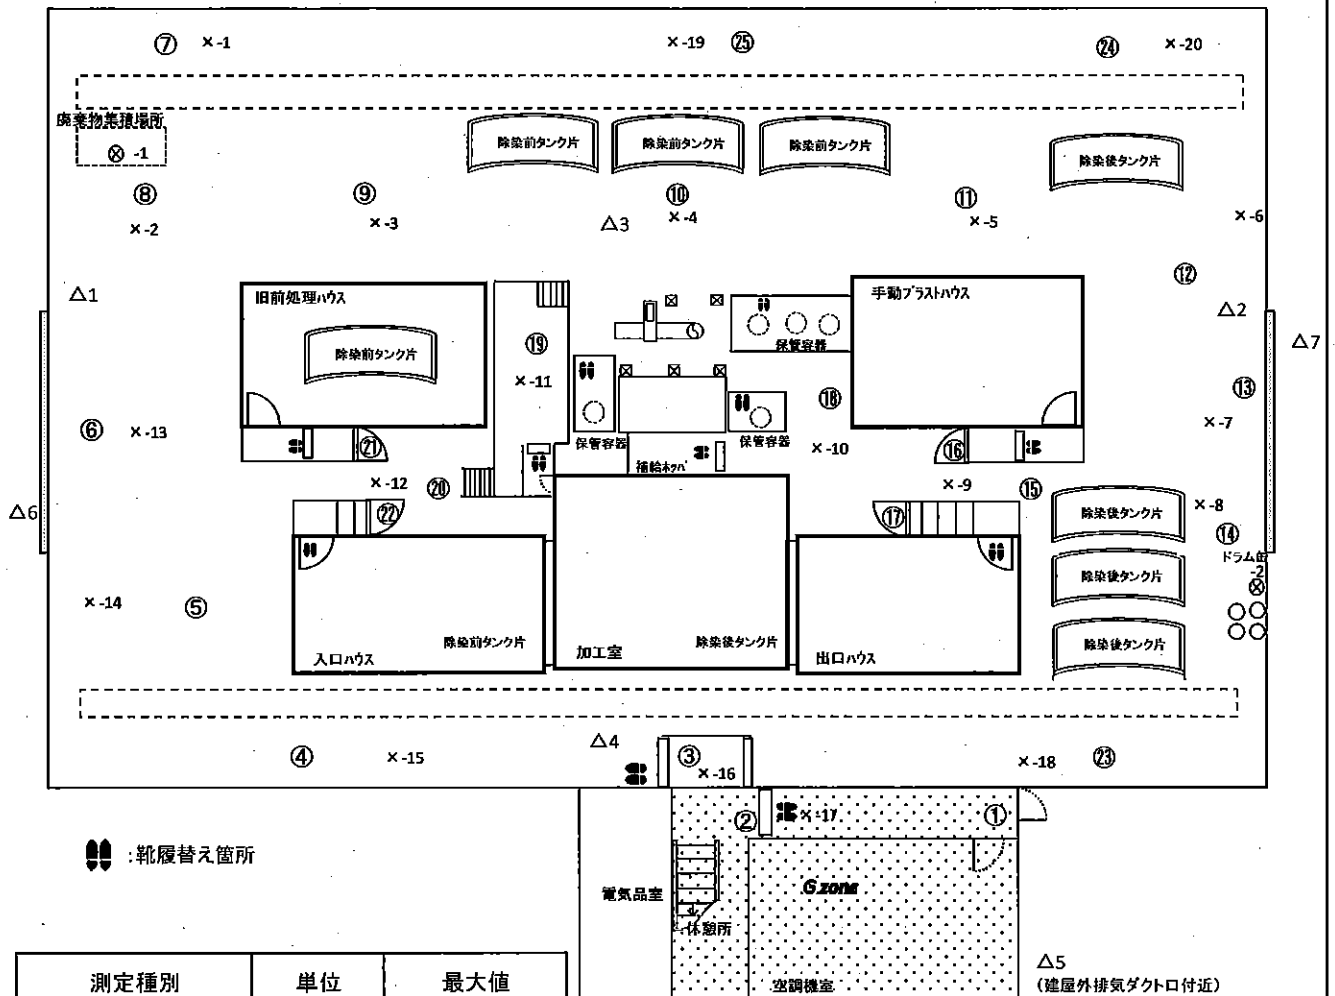 ⑦ ×-1 ×-19 ㉕ ㉔ ×-20
廃棄物集積場所
⊗ -1
除染前タンク片 除染前タンク片 除染前タンク片 除染後タンク片
⑧ ⑨ ⑩ ⑪
×-2 ×-3 △3 ×-4 ×-5 ×-6
⑫
△1 旧前処理ハウス 手動ブラストハウス △2
除染前タンク片 ⑲ 保管容器 △7
×-11 ⑱ ⑬
⑥ ×-13 ㉑ 保管容器 保管容器 ×-10 ⑯ ×-7
×-12 ⑳ ×-9 ⑮
△6 ㉒ ⑰ 除染後タンク片 ×-8
⑭
ドラム缶
-2
⊗
除染後タンク片
×-14 ⑤
除染前タンク片 除染後タンク片 除染後タンク片
入口ハウス 加工室 出口ハウス
④ ×-15 △4 ③ ×-16 ×-18 ㉓
② ×-17 ①
:靴履替え箇所
電気品室 G zone
休憩所
測定種別 単位 最大値
空調機室
△5
(建屋外排気ダクト口付近)